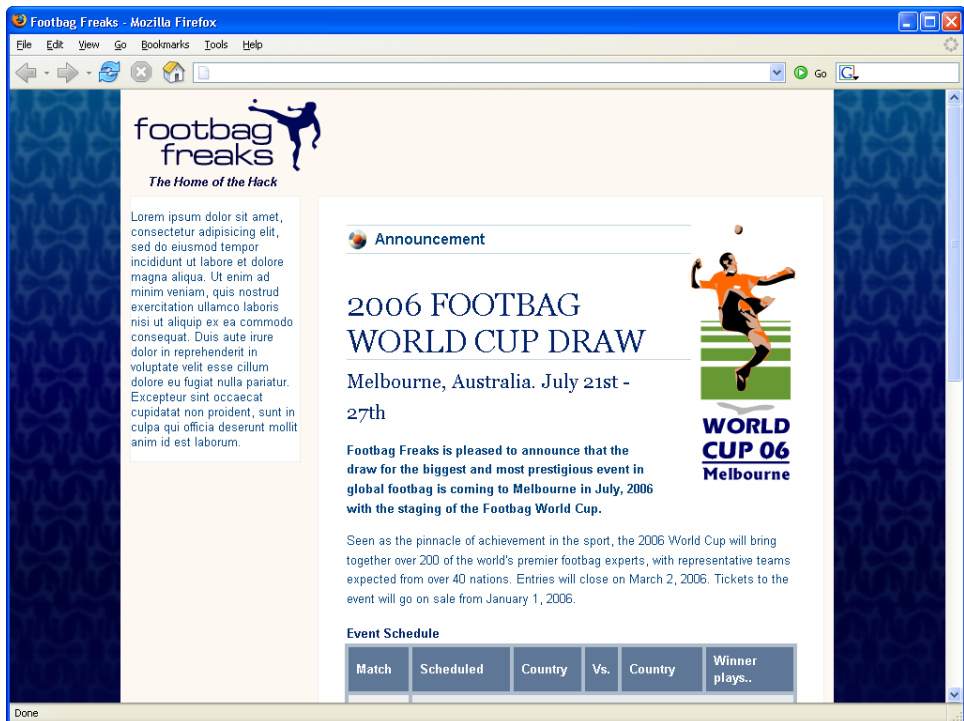 Footbag Freaks - Mozilla Firefox
File Edit View Go Bookmarks Tools Help
Go
G
footbag
freaks
The Home of the Hack
Lorem ipsum dolor sit amet,
consectetur adipisicing elit,
sed do eiusmod tempor
incididunt ut labore et dolore
magna aliqua. Ut enim ad
minim veniam, quis nostrud
exercitation ullamco laboris
nisi ut aliquip ex ea commodo
consequat. Duis aute irure
dolor in reprehenderit in
voluptate velit esse cillum
dolore eu fugiat nulla pariatur.
Excepteur sint occaecat
cupidatat non proident, sunt in
culpa qui officia deserunt mollit
anim id est laborum.
Announcement
2006 FOOTBAG
WORLD CUP DRAW
Melbourne, Australia. July 21st -
27th
WORLD
CUP 06
Melbourne
Footbag Freaks is pleased to announce that the
draw for the biggest and most prestigious event in
global footbag is coming to Melbourne in July, 2006
with the staging of the Footbag World Cup.
Seen as the pinnacle of achievement in the sport, the 2006 World Cup will bring
together over 200 of the world's premier footbag experts, with representative teams
expected from over 40 nations. Entries will close on March 2, 2006. Tickets to the
event will go on sale from January 1, 2006.
Event Schedule
Match Scheduled Country Vs. Country Winner plays..
Done